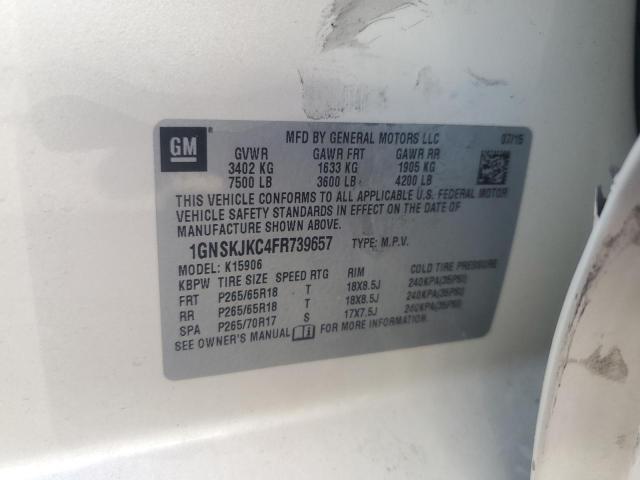 GM
MFD BY GENERAL MOTORS LLC 07/15
GVWR GAWR FRT GAWR RR
3402 KG 1633 KG 1905 KG
7500 LB 3600 LB 4200 LB
THIS VEHICLE CONFORMS TO ALL APPLICABLE U.S. FEDERAL MOTOR
VEHICLE SAFETY STANDARDS IN EFFECT ON THE DATE OF
MANUFACTURE SHOWN ABOVE.
1GNSKJKC4FR739657 TYPE: M.P.V.
MODEL: K15906
KBPW TIRE SIZE SPEED RTG RIM COLD TIRE PRESSURE
FRT P265/65R18 T 18X8.5J 240KPA(35PSI)
RR P265/65R18 T 18X8.5J 240KPA(35PSI)
SPA P265/70R17 S 17X7.5J 240KPA(35PSI)
SEE OWNER'S MANUAL FOR MORE INFORMATION.